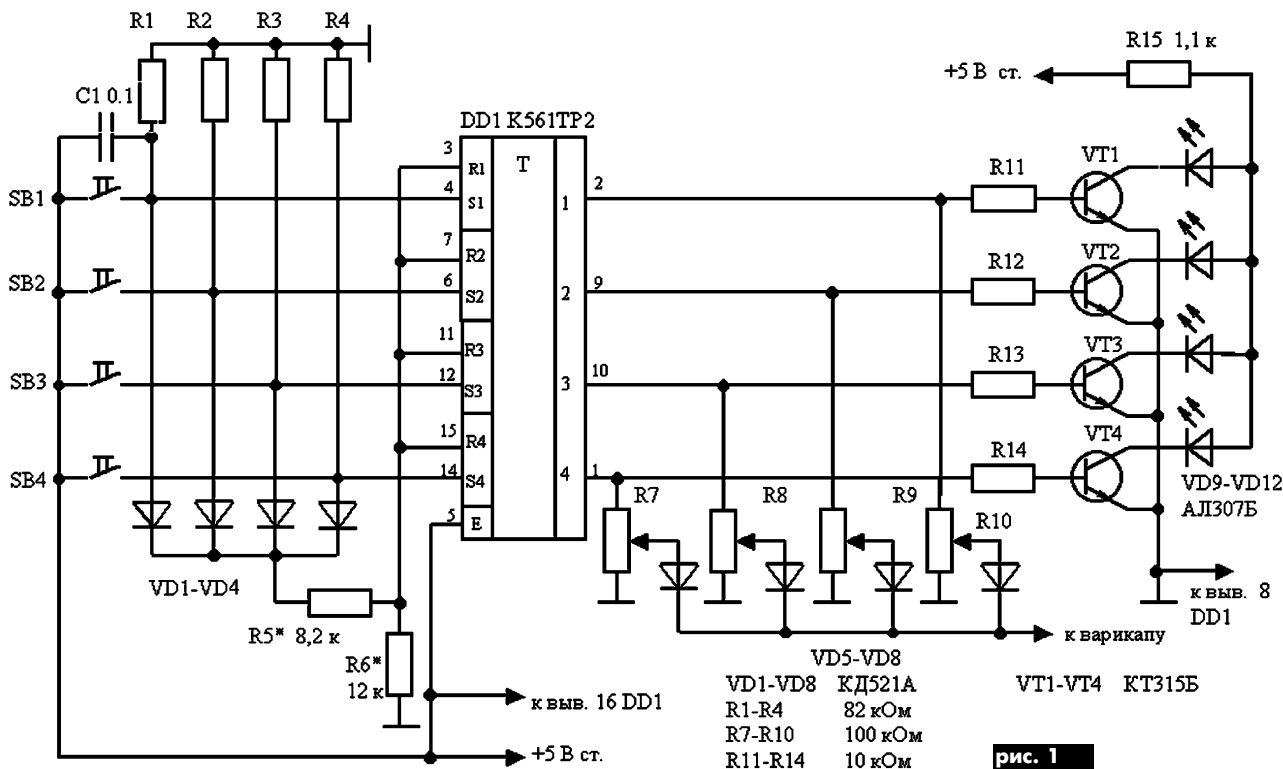 R1 R2 R3 R4
R15 1,1 к
+5 В ст.
C1 0.1
DD1 К561ТР2
T
3 R1
4 S1
7 R2
6 S2
11 R3
12 S3
15 R4
14 S4
5 E
1 2
2 9
3 10
4 1
SB1
SB2
SB3
SB4
R11 VT1
R12 VT2
R13 VT3
R14 VT4
R7 R8 R9 R10
VD9-VD12
АЛ307Б
VD1-VD4
R5* 8,2 к
R6*
12 к
к выв. 8
DD1
к варикапу
VD5-VD8
к выв. 16 DD1
+5 В ст.
VD1-VD8 КД521А
R1-R4 82 кОм
R7-R10 100 кОм
R11-R14 10 кОм
VT1-VT4 КТ315Б
рис. 1